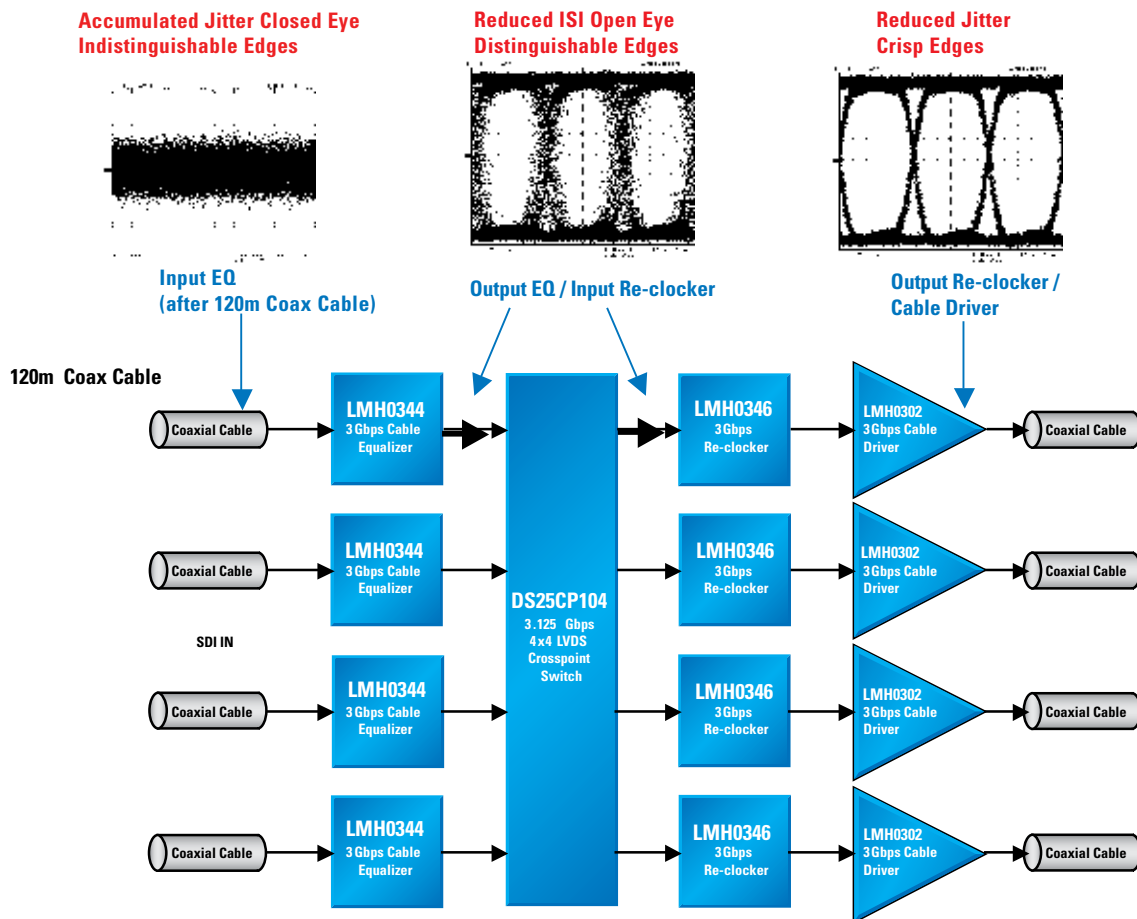 Accumulated Jitter Closed Eye
Indistinguishable Edges
Reduced ISI Open Eye
Distinguishable Edges
Reduced Jitter
Crisp Edges
Input EQ
(after 120m Coax Cable)
Output EQ / Input Re-clocker
Output Re-clocker /
Cable Driver
120m Coax Cable
Coaxial Cable
LMH0344
3 Gbps Cable
Equalizer
LMH0346
3 Gbps
Re-clocker
LMH0302
3 Gbps Cable
Driver
Coaxial Cable
Coaxial Cable
LMH0344
3 Gbps Cable
Equalizer
LMH0346
3 Gbps
Re-clocker
LMH0302
3 Gbps Cable
Driver
Coaxial Cable
DS25CP104
3.125 Gbps
4x4 LVDS
Crosspoint
Switch
SDI IN
Coaxial Cable
LMH0344
3 Gbps Cable
Equalizer
LMH0346
3 Gbps
Re-clocker
LMH0302
3 Gbps Cable
Driver
Coaxial Cable
Coaxial Cable
LMH0344
3 Gbps Cable
Equalizer
LMH0346
3 Gbps
Re-clocker
LMH0302
3 Gbps Cable
Driver
Coaxial Cable